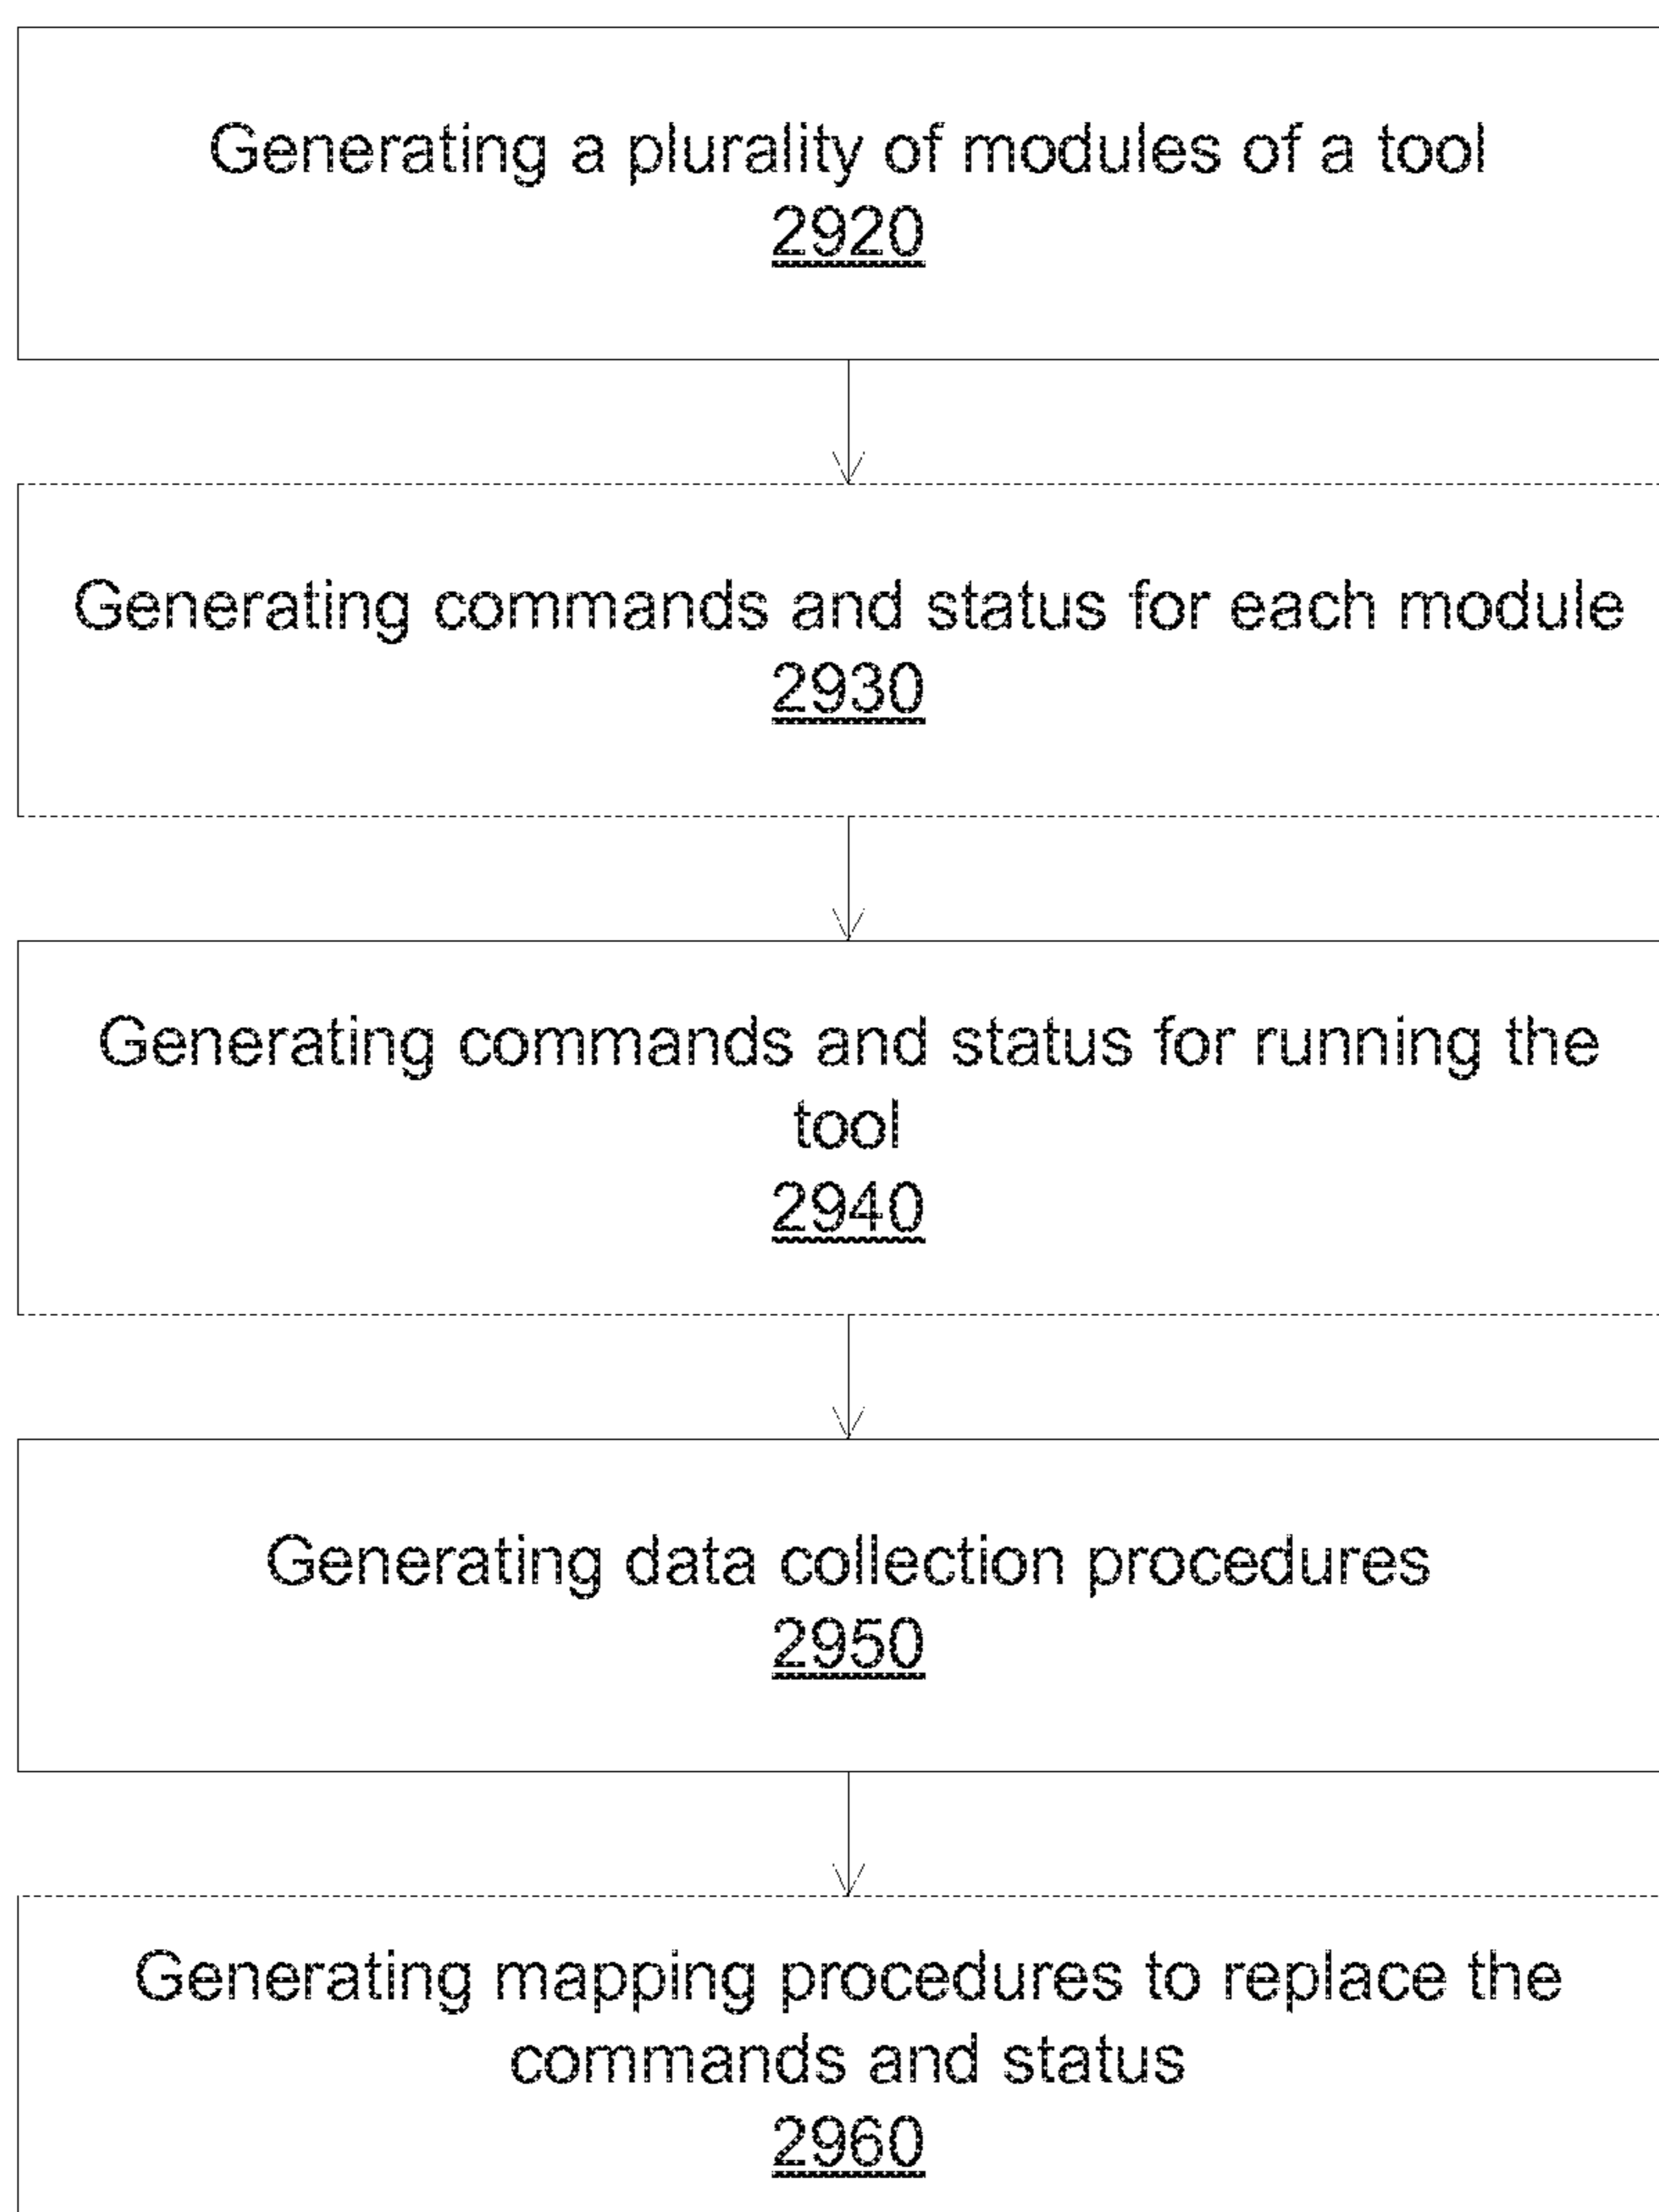 Generating a plurality of modules of a tool
2920
Generating commands and status for each module
2930
Generating commands and status for running the
tool
2940
Generating data collection procedures
2950
Generating mapping procedures to replace the
commands and status
2960